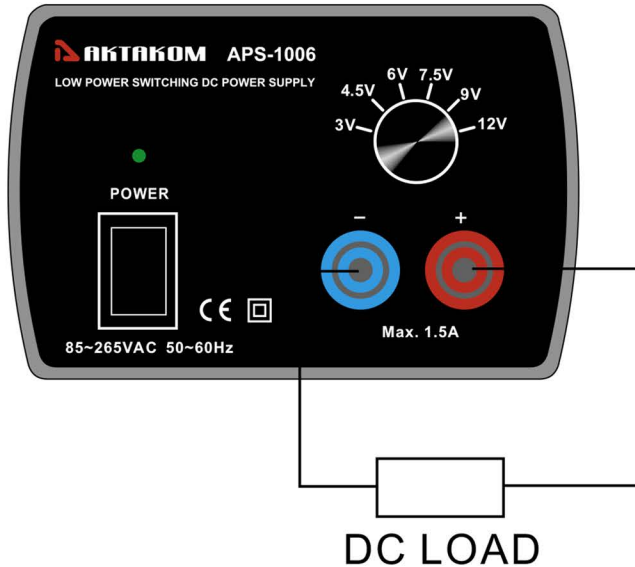 AKTAKOM APS-1006
LOW POWER SWITCHING DC POWER SUPPLY
3V 4.5V 6V 7.5V 9V 12V
POWER
− +
CE
Max. 1.5A
85~265VAC 50~60Hz
DC LOAD